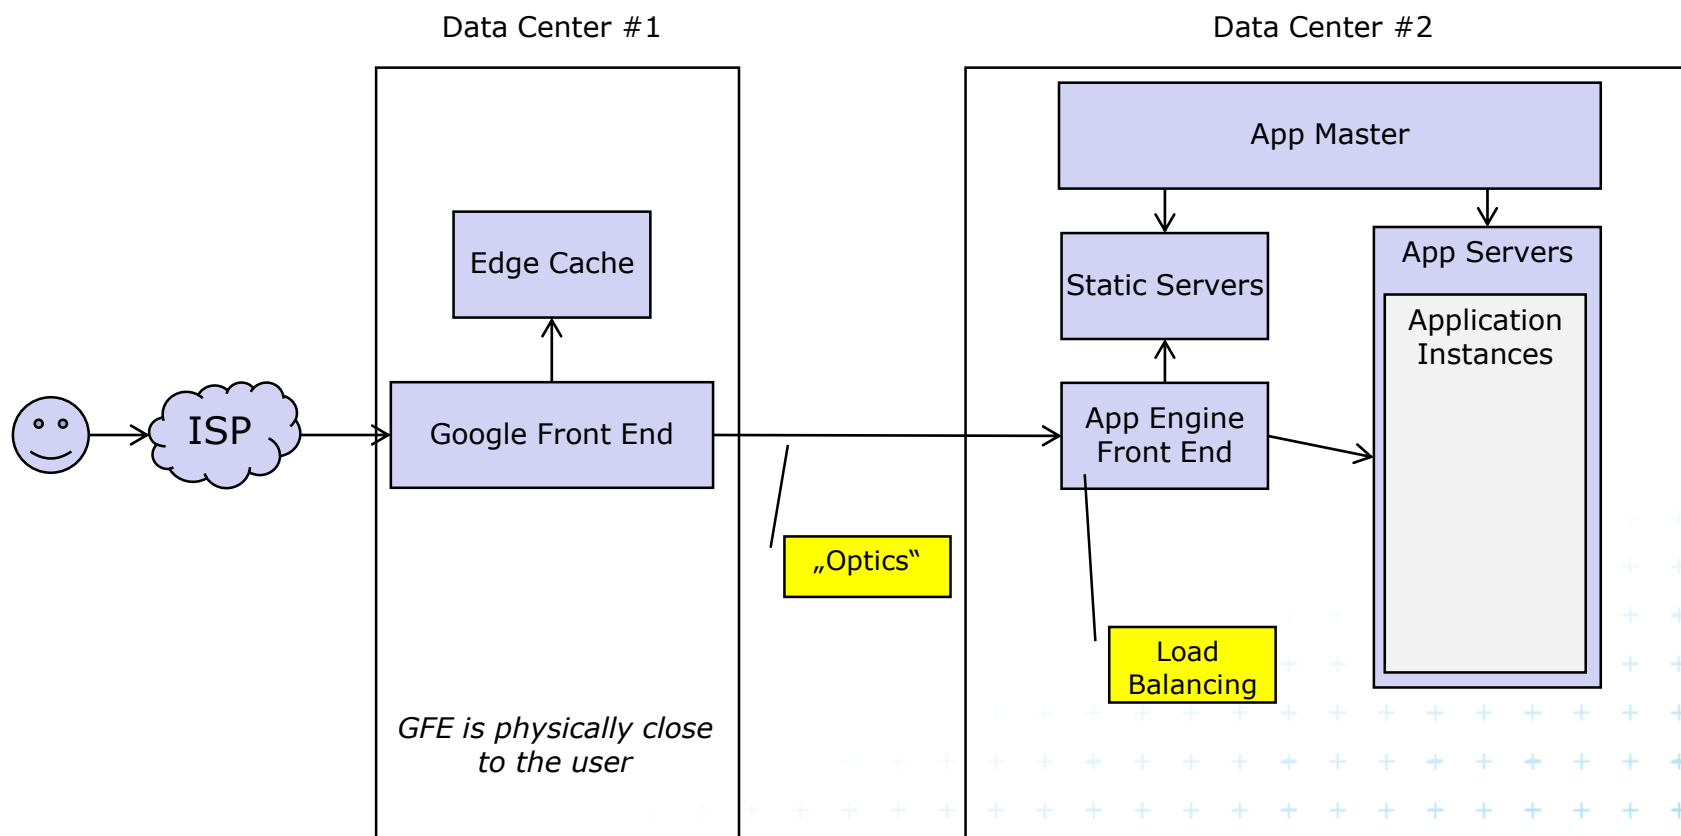 Data Center #1
Data Center #2
App Master
Edge Cache
Static Servers
App Servers
Application
Instances
ISP
Google Front End
App Engine
Front End
„Optics“
Load
Balancing
GFE is physically close
to the user